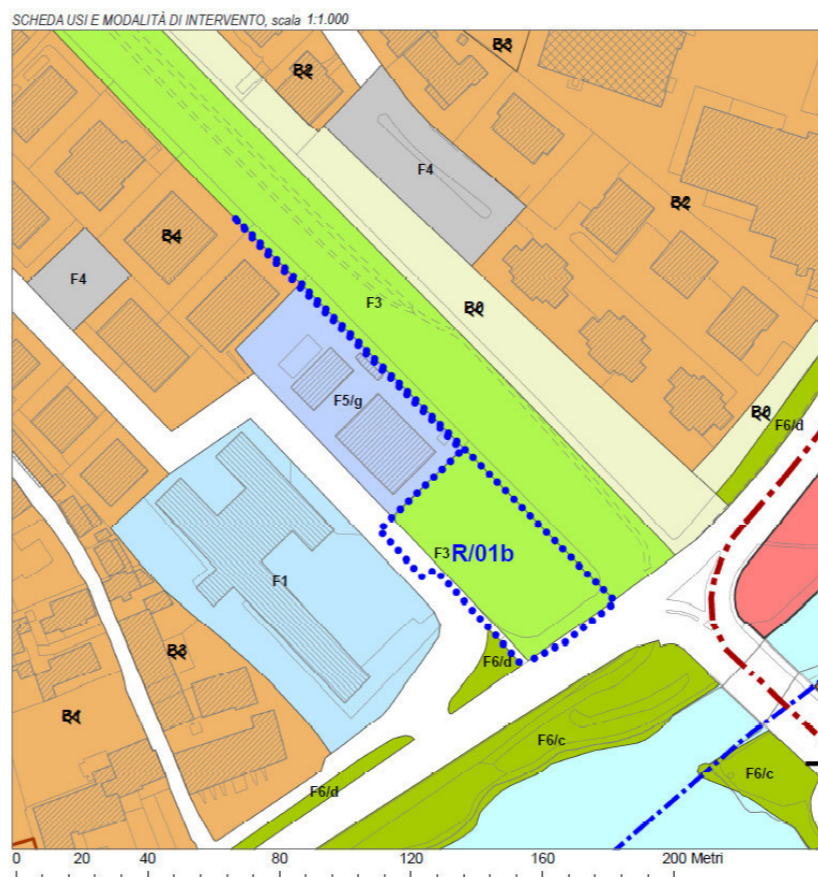 SCHEDA USI E MODALITÀ DI INTERVENTO, scala 1:1.000
B3
B2
F4
B2
B4
F4
F3
B0
F5/g
B0
F6/d
F3
R/01b
F1
B3
F6/d
B1
F6/c
F6/c
F6/d
0 20 40 80 120 160 200 Metri